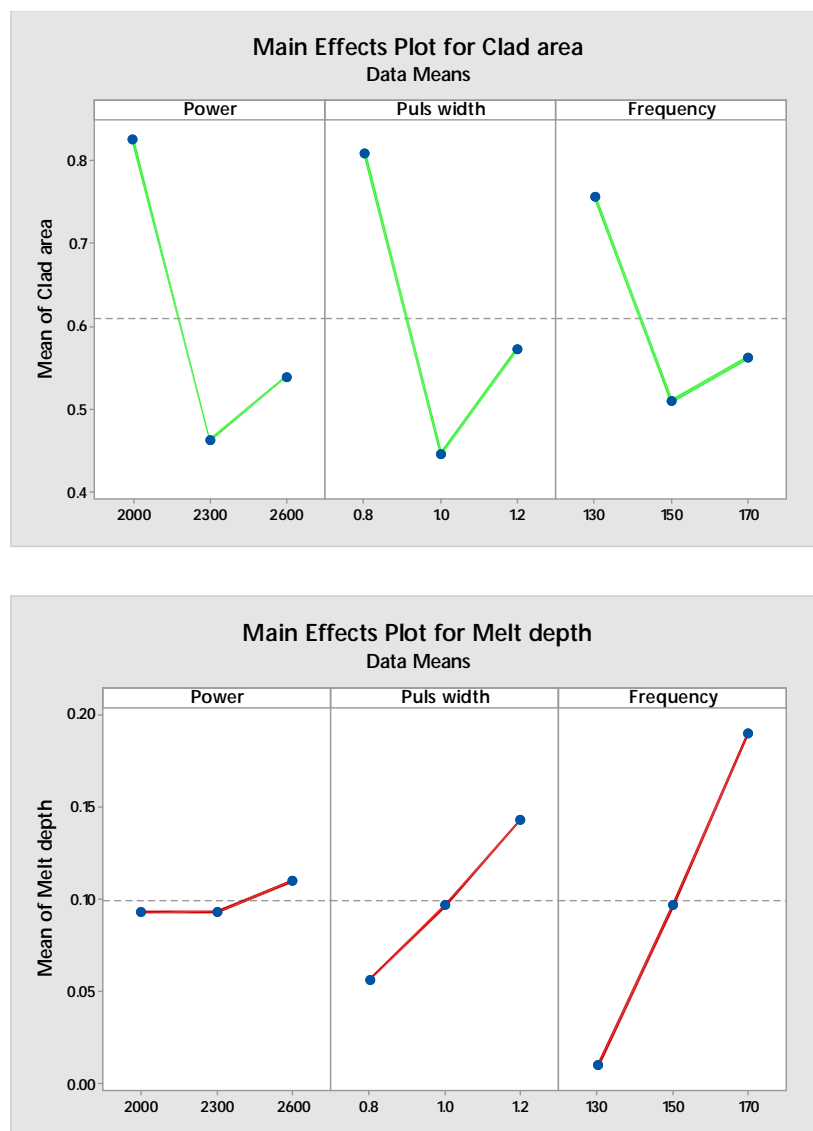 Main Effects Plot for Clad area
Data Means
Power Puls width Frequency
Mean of Clad area
0.8
0.7
0.6
0.5
0.4
2000 2300 2600 0.8 1.0 1.2 130 150 170
Main Effects Plot for Melt depth
Data Means
Power Puls width Frequency
Mean of Melt depth
0.20
0.15
0.10
0.05
0.00
2000 2300 2600 0.8 1.0 1.2 130 150 170